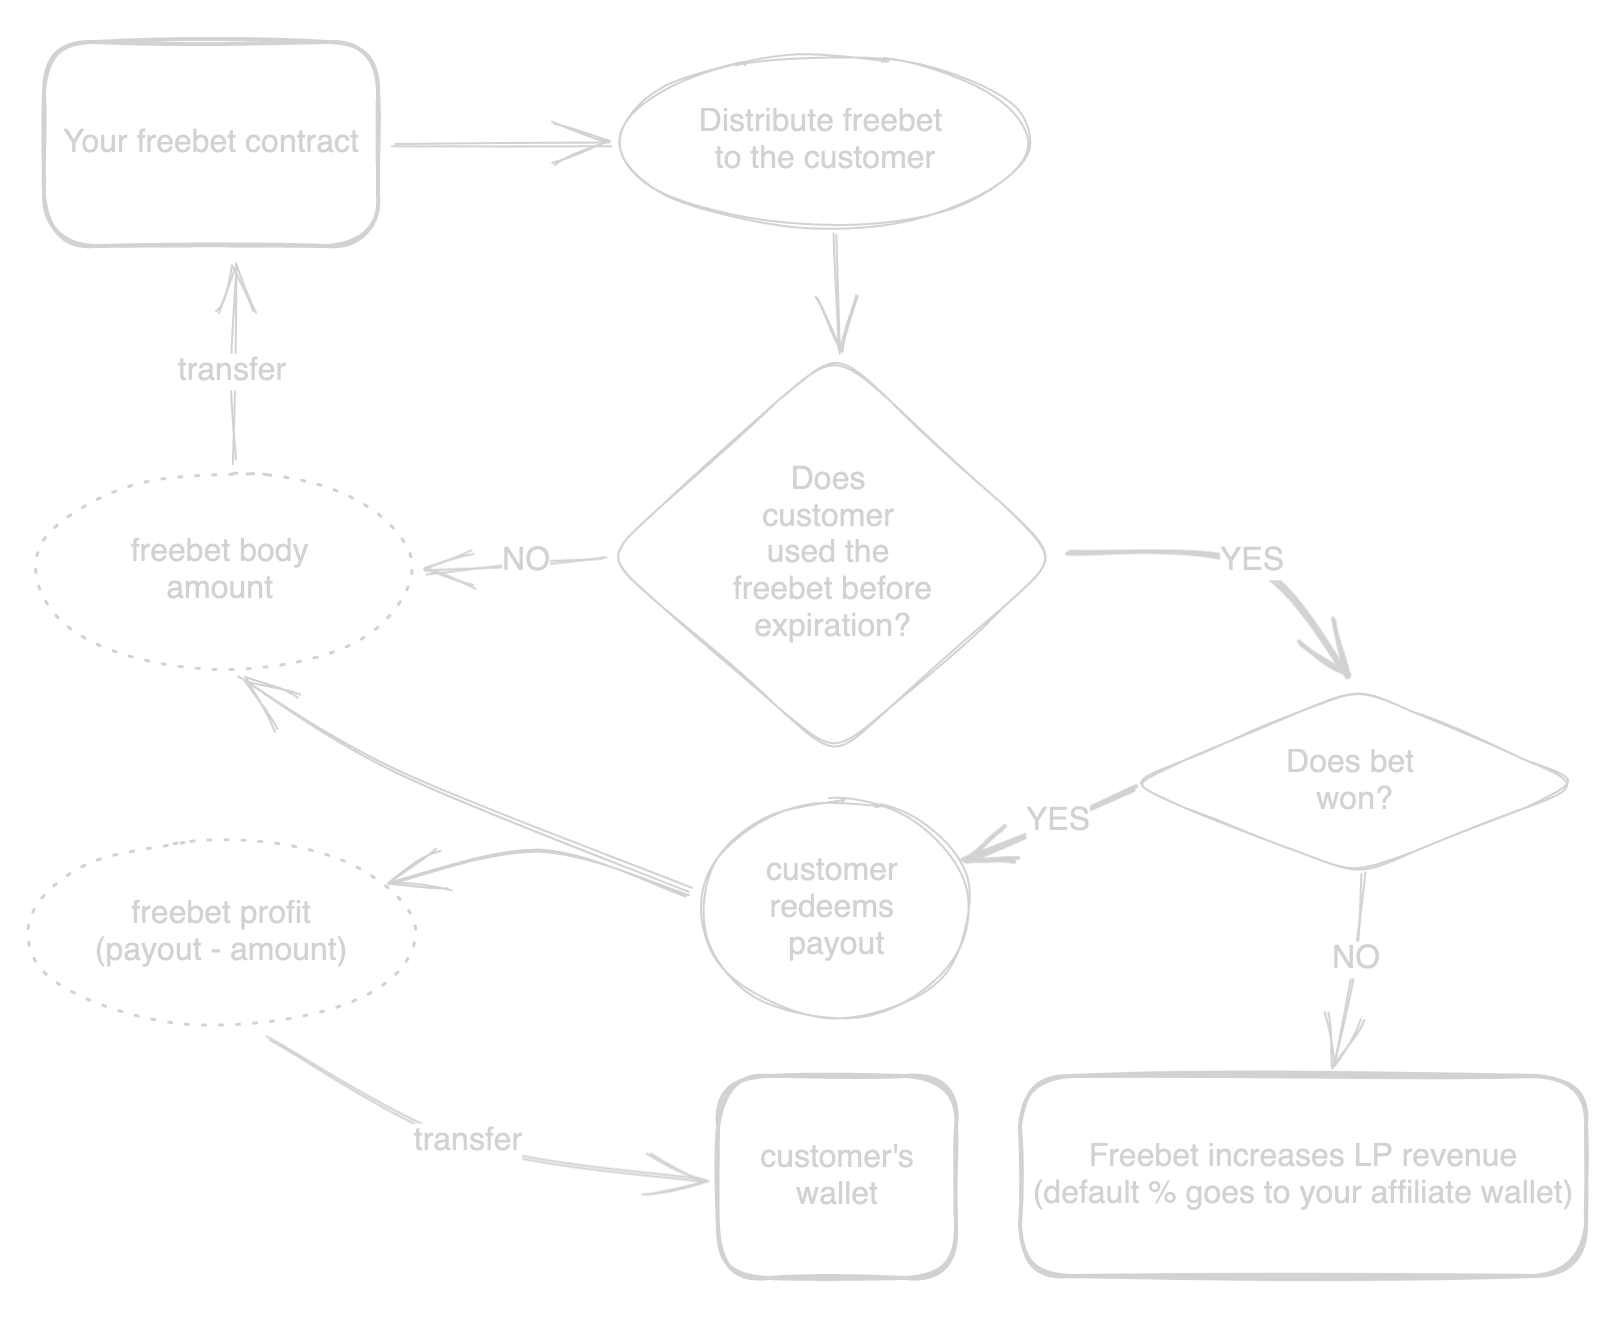 Your freebet contract
Distribute freebet
to the customer
transfer
Does
customer
used the
freebet before
expiration?
freebet body
amount
NO
YES
Does bet
won?
YES
customer
redeems
payout
freebet profit
(payout - amount)
NO
transfer
customer's
wallet
Freebet increases LP revenue
(default % goes to your affiliate wallet)